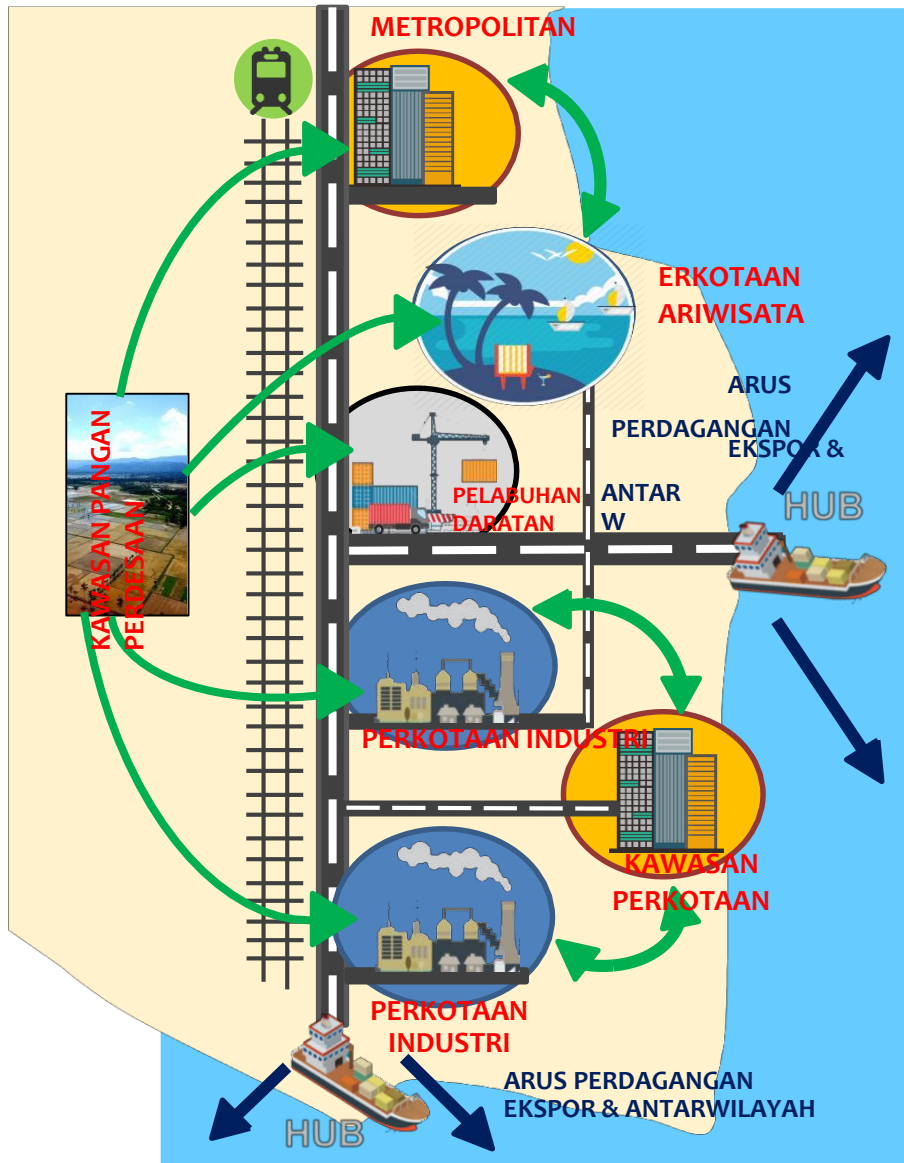 METROPOLITAN
ERKOTAAN
ARIWISATA
ARUS
PERDAGANGAN
EKSPOR &
ANTAR
W
HUB
KAWASAN PANGAN
PERDESAAN
PELABUHAN
DARATAN
PERKOTAAN INDUSTRI
KAWASAN
PERKOTAAN
PERKOTAAN
INDUSTRI
ARUS PERDAGANGAN
EKSPOR & ANTARWILAYAH
HUB